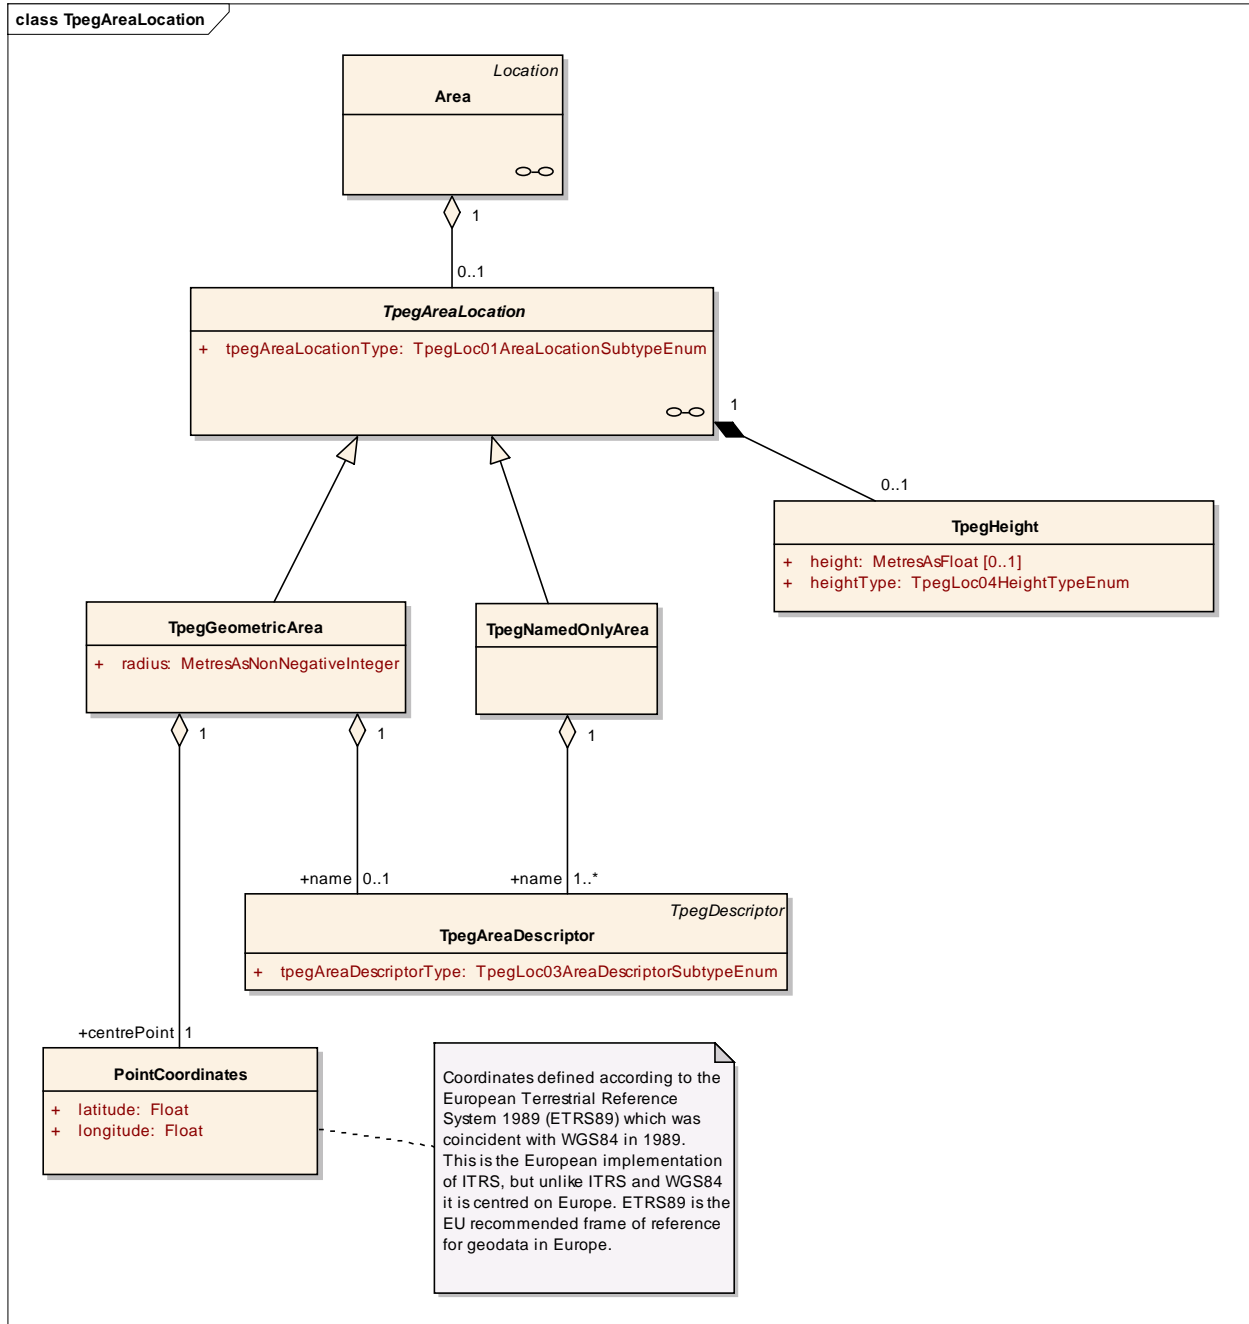 class TpegAreaLocation
Location
Area
1
0..1
TpegAreaLocation
+ tpegAreaLocationType: TpegLoc01AreaLocationSubtypeEnum
1
0..1
TpegHeight
+ height: MetresAsFloat [0..1]
+ heightType: TpegLoc04HeightTypeEnum
TpegGeometricArea
+ radius: MetresAsNonNegativeInteger
TpegNamedOnlyArea
1
1
1
+name 0..1
+name 1..*
TpegDescriptor
TpegAreaDescriptor
+ tpegAreaDescriptorType: TpegLoc03AreaDescriptorSubtypeEnum
+centrePoint 1
PointCoordinates
+ latitude: Float
+ longitude: Float
Coordinates defined according to the
European Terrestrial Reference
System 1989 (ETRS89) which was
coincident with WGS84 in 1989.
This is the European implementation
of ITRS, but unlike ITRS and WGS84
it is centred on Europe. ETRS89 is the
EU recommended frame of reference
for geodata in Europe.